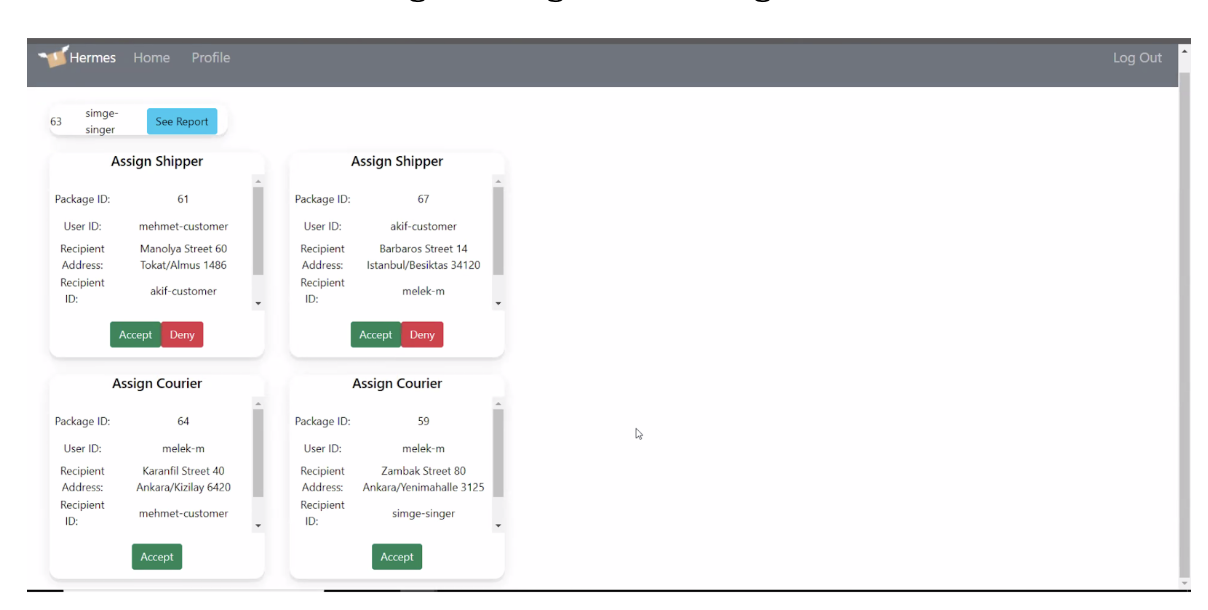 Hermes Home Profile Log Out
63 simge-
singer
See Report
Assign Shipper
Package ID: 61
User ID: mehmet-customer
Recipient
Address:
Manolya Street 60
Tokat/Almus 1486
Recipient
ID:
akif-customer
Accept Deny
Assign Shipper
Package ID: 67
User ID: akif-customer
Recipient
Address:
Barbaros Street 14
Istanbul/Besiktas 34120
Recipient
ID:
melek-m
Accept Deny
Assign Courier
Package ID: 64
User ID: melek-m
Recipient
Address:
Karanfil Street 40
Ankara/Kizilay 6420
Recipient
ID:
mehmet-customer
Accept
Assign Courier
Package ID: 59
User ID: melek-m
Recipient
Address:
Zambak Street 80
Ankara/Yenimahalle 3125
Recipient
ID:
simge-singer
Accept